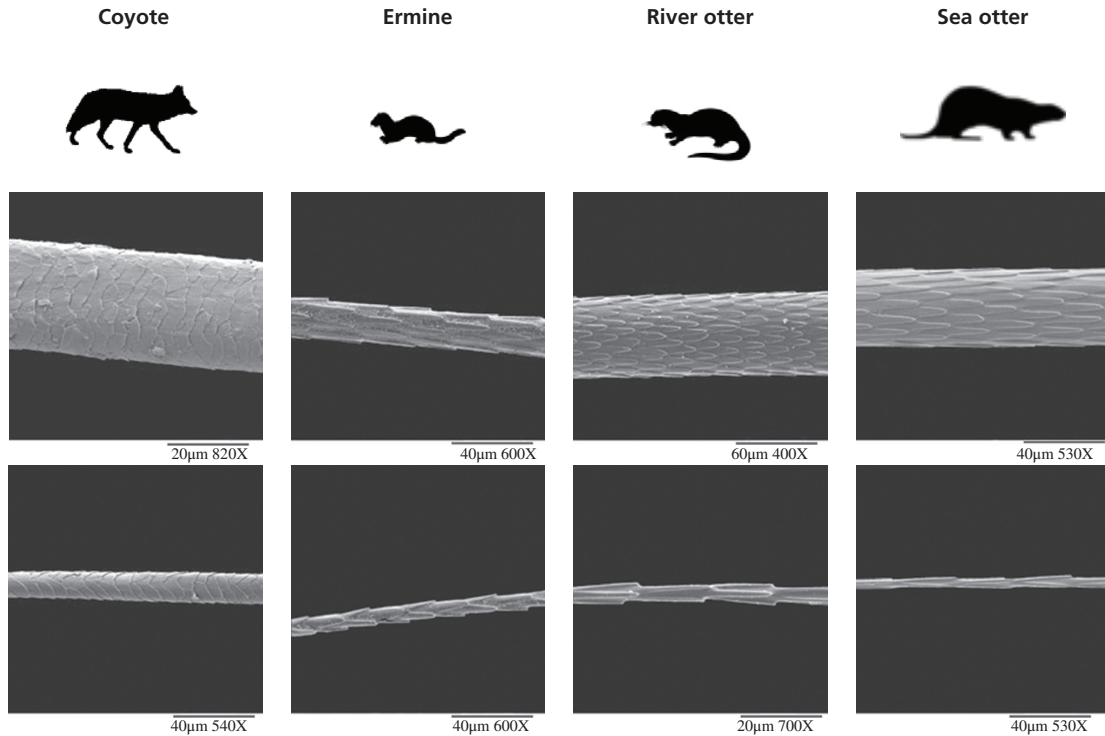 Coyote
Ermine
River otter
Sea otter
20µm 820X
40µm 600X
60µm 400X
40µm 530X
40µm 540X
40µm 600X
20µm 700X
40µm 530X